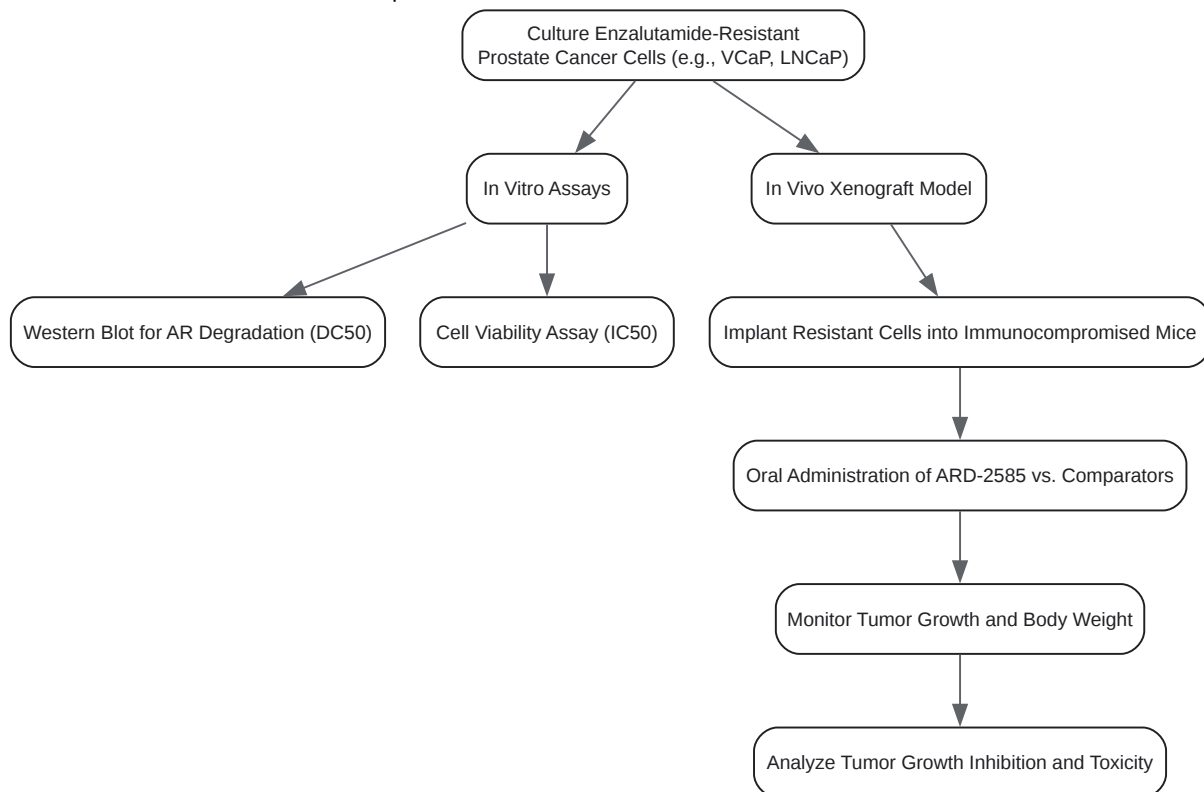 Culture Enzalutamide-Resistant
Prostate Cancer Cells (e.g., VCaP, LNCaP)
In Vitro Assays
In Vivo Xenograft Model
Western Blot for AR Degradation (DC50)
Cell Viability Assay (IC50)
Implant Resistant Cells into Immunocompromised Mice
Oral Administration of ARD-2585 vs. Comparators
Monitor Tumor Growth and Body Weight
Analyze Tumor Growth Inhibition and Toxicity